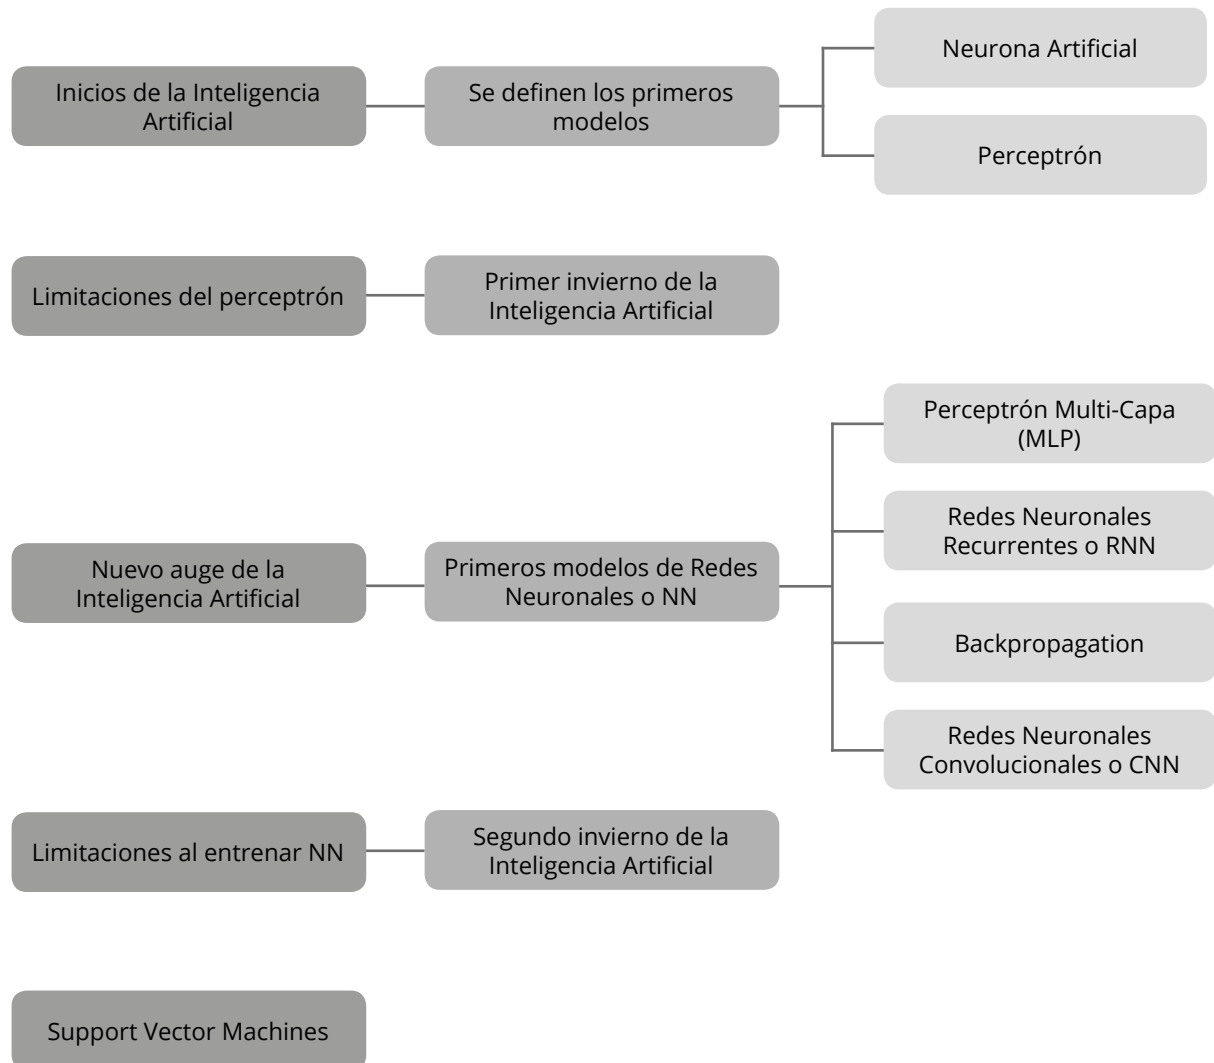 Inicios de la Inteligencia
Artificial
Se definen los primeros
modelos
Neurona Artificial
Perceptrón
Limitaciones del perceptrón
Primer invierno de la
Inteligencia Artificial
Nuevo auge de la
Inteligencia Artificial
Primeros modelos de Redes
Neuronales o NN
Perceptrón Multi-Capa
(MLP)
Redes Neuronales
Recurrentes o RNN
Backpropagation
Redes Neuronales
Convolucionales o CNN
Limitaciones al entrenar NN
Segundo invierno de la
Inteligencia Artificial
Support Vector Machines